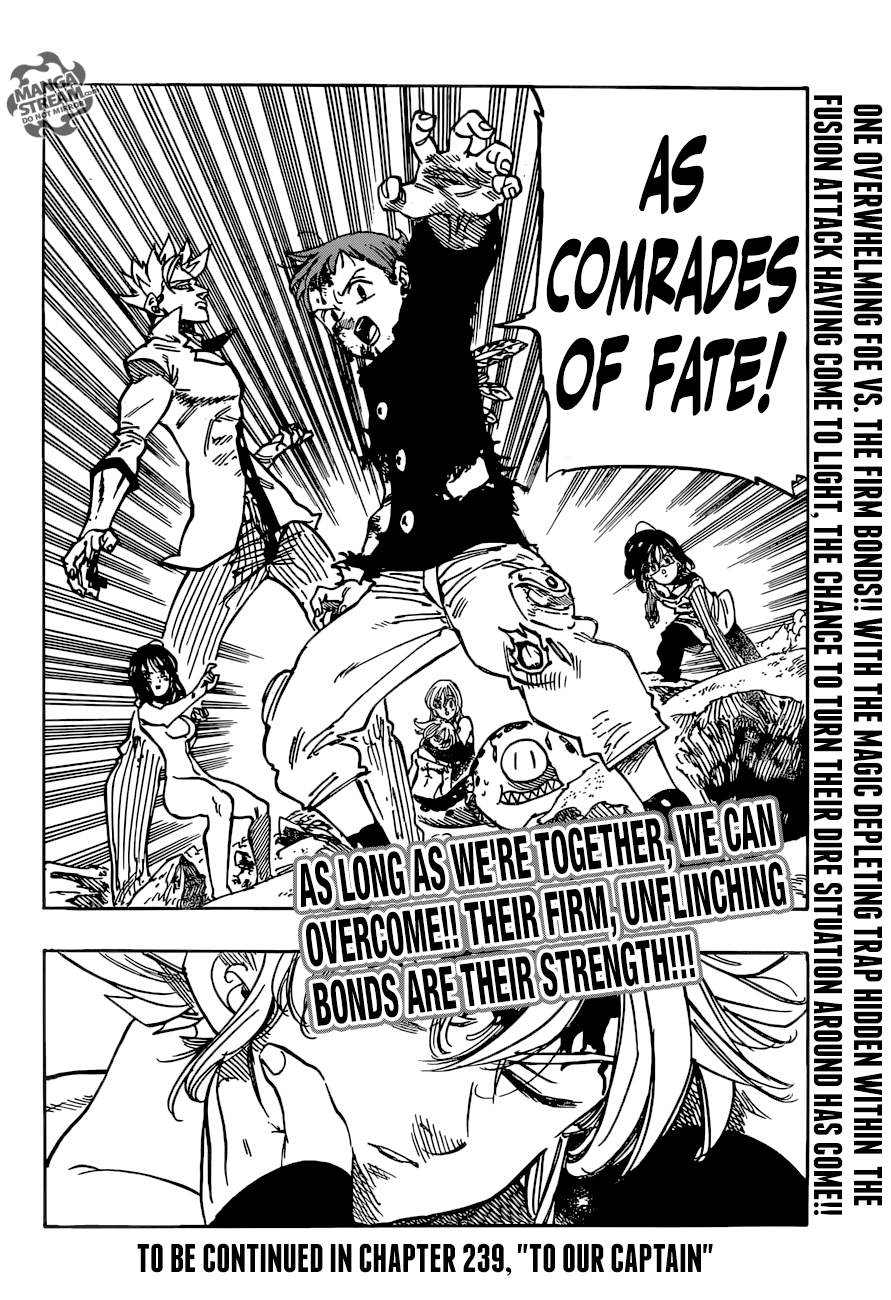 MANGA
STREAM.com
DO NOT MIRROR
AS
COMRADES
OF FATE!
ONE OVERWHELMING FOE VS. THE FIRM BONDS!! WITH THE MAGIC DEPLETING TRAP HIDDEN WITHIN THE
FUSION ATTACK HAVING COME TO LIGHT, THE CHANCE TO TURN THEIR DIRE SITUATION AROUND HAS COME!!
AS LONG AS WE'RE TOGETHER, WE CAN
OVERCOME!! THEIR FIRM, UNFLINCHING
BONDS ARE THEIR STRENGTH!!!
TO BE CONTINUED IN CHAPTER 239, "TO OUR CAPTAIN"